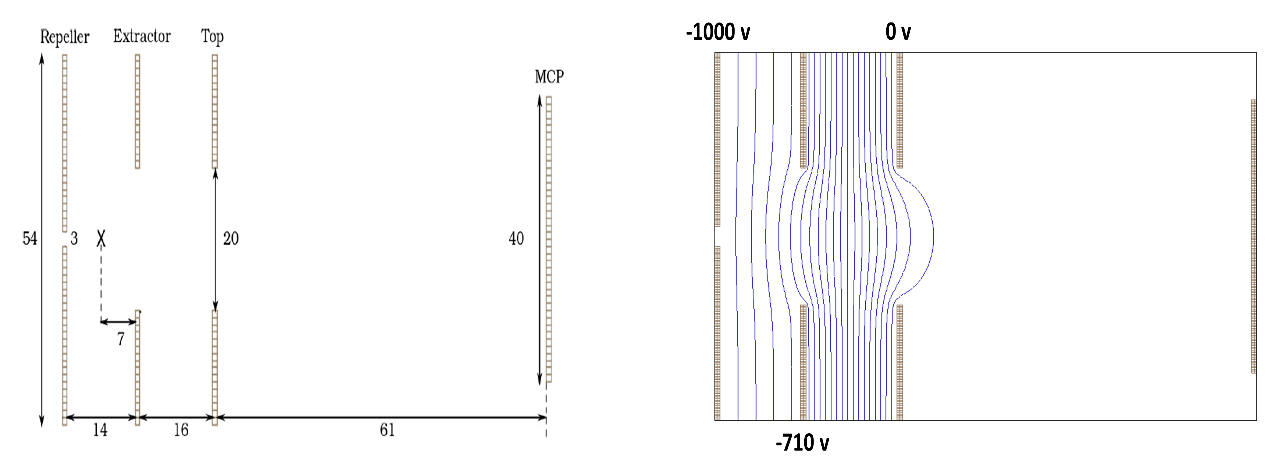 Repeller
Extractor
Top
MCP
54
3
X
20
40
7
14
16
61
-1000 v
0 v
-710 v